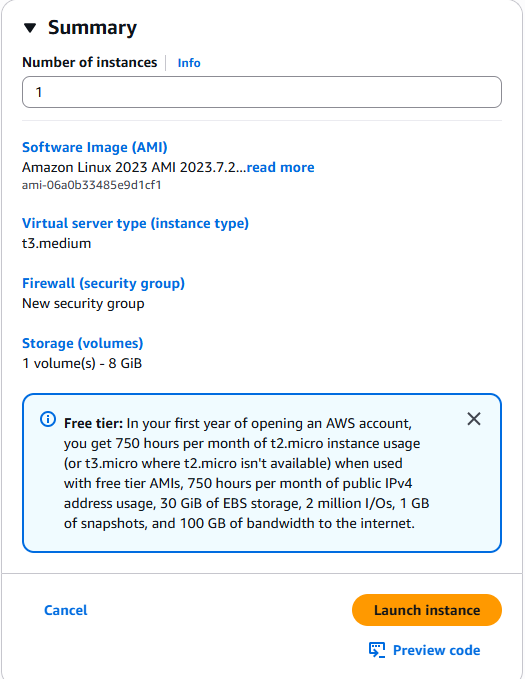 Summary
Number of instances Info
1
Software Image (AMI)
Amazon Linux 2023 AMI 2023.7.2...read more
ami-06a0b33485e9d1cf1
Virtual server type (instance type)
t3.medium
Firewall (security group)
New security group
Storage (volumes)
1 volume(s) - 8 GiB
Free tier: In your first year of opening an AWS account,
you get 750 hours per month of t2.micro instance usage
(or t3.micro where t2.micro isn't available) when used
with free tier AMIs, 750 hours per month of public IPv4
address usage, 30 GiB of EBS storage, 2 million I/Os, 1 GB
of snapshots, and 100 GB of bandwidth to the internet.
Cancel
Launch instance
Preview code